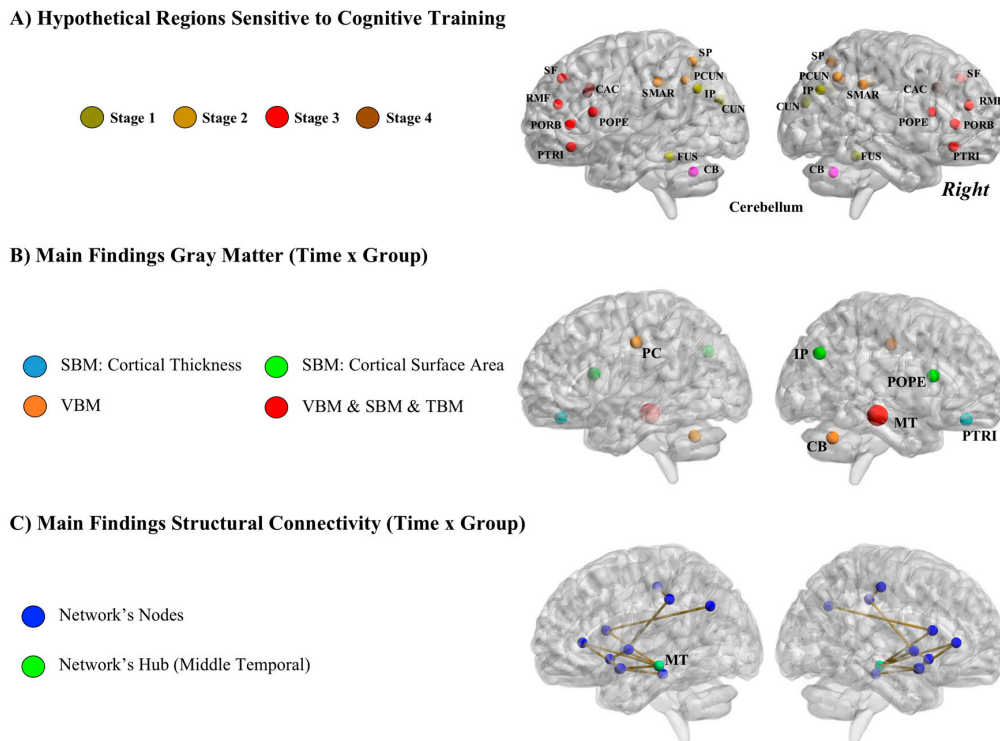 A) Hypothetical Regions Sensitive to Cognitive Training
Stage 1 Stage 2 Stage 3 Stage 4
SP
SF
PCUN
CAC
SMAR
IP
RMF
CUN
PORB
POPE
PTRI
FUS
CB
SP
PCUN
SF
IP
CAC
SMAR
CUN
RMF
POPE
PORB
PTRI
FUS
CB
Right
Cerebellum
B) Main Findings Gray Matter (Time x Group)
SBM: Cortical Thickness SBM: Cortical Surface Area
VBM VBM & SBM & TBM
PC
IP
POPE
MT
PTRI
CB
C) Main Findings Structural Connectivity (Time x Group)
Network's Nodes
Network's Hub (Middle Temporal)
MT